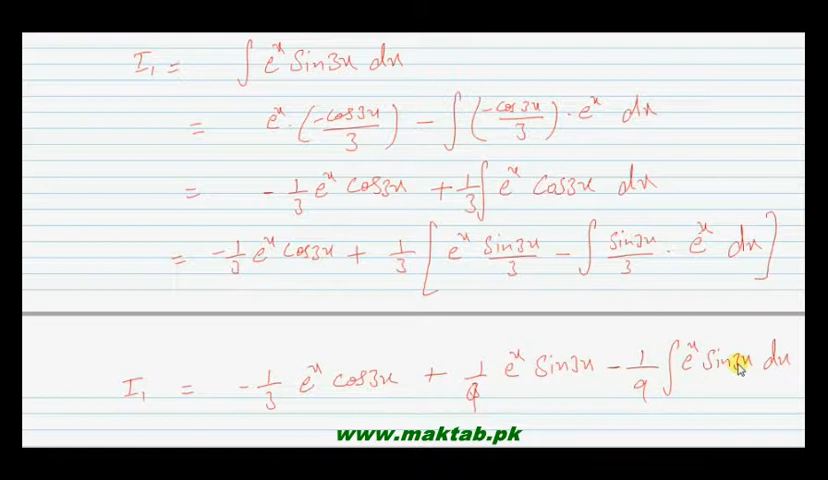 I₁ = ∫ eˣ Sin3x dx
= eˣ · (-cos3x/3) - ∫ (-cos3x/3) · eˣ dx
= -1/3 eˣ cos3x + 1/3 ∫ eˣ cos3x dx
= -1/3 eˣ cos3x + 1/3 [ eˣ Sin3x/3 - ∫ Sin3x/3 · eˣ dx ]
I₁ = -1/3 eˣ cos3x + 1/9 eˣ Sin3x - 1/9 ∫ eˣ Sin3x dx
www.maktab.pk